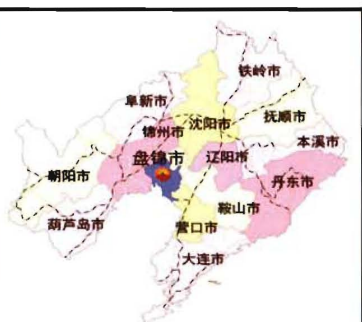 铁岭市
阜新市
沈阳市
抚顺市
锦州市
本溪市
盘锦市
辽阳市
朝阳市
丹东市
鞍山市
葫芦岛市
营口市
大连市